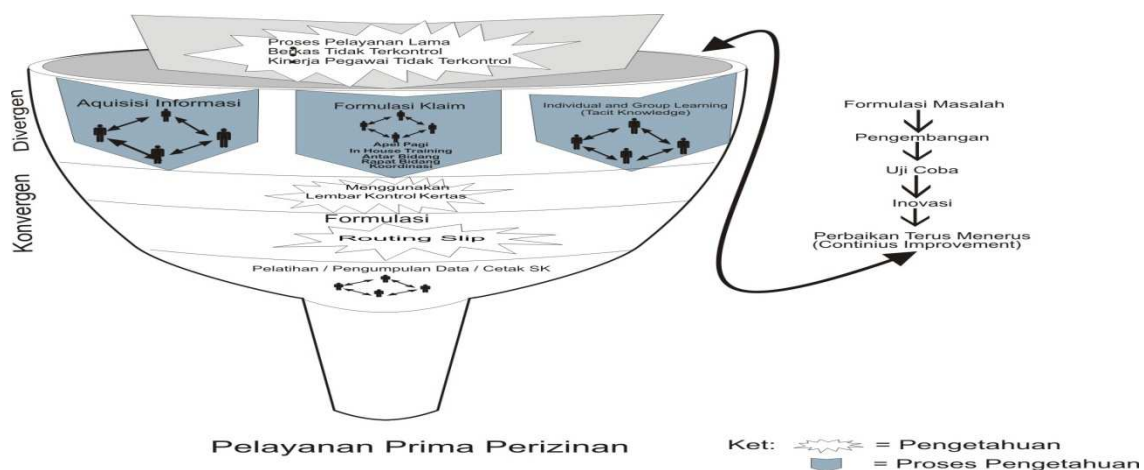 Proses Pelayanan Lama
Berkas Tidak Terkontrol
Kinerja Pegawai Tidak Terkontrol
Divergen
Konvergen
Aquisisi Informasi
Formulasi Klaim
Apel Pagi
In House Training
Antar Bidang
Rapat Bidang
Koordinasi
Individual and Group Learning
(Tacit Knowledge)
Menggunakan
Lembar Kontrol Kertas
Formulasi
Routing Slip
Pelatihan / Pengumpulan Data / Cetak SK
Formulasi Masalah
Pengembangan
Uji Coba
Inovasi
Perbaikan Terus Menerus
(Continius Improvement)
Pelayanan Prima Perizinan
Ket:
= Pengetahuan
= Proses Pengetahuan